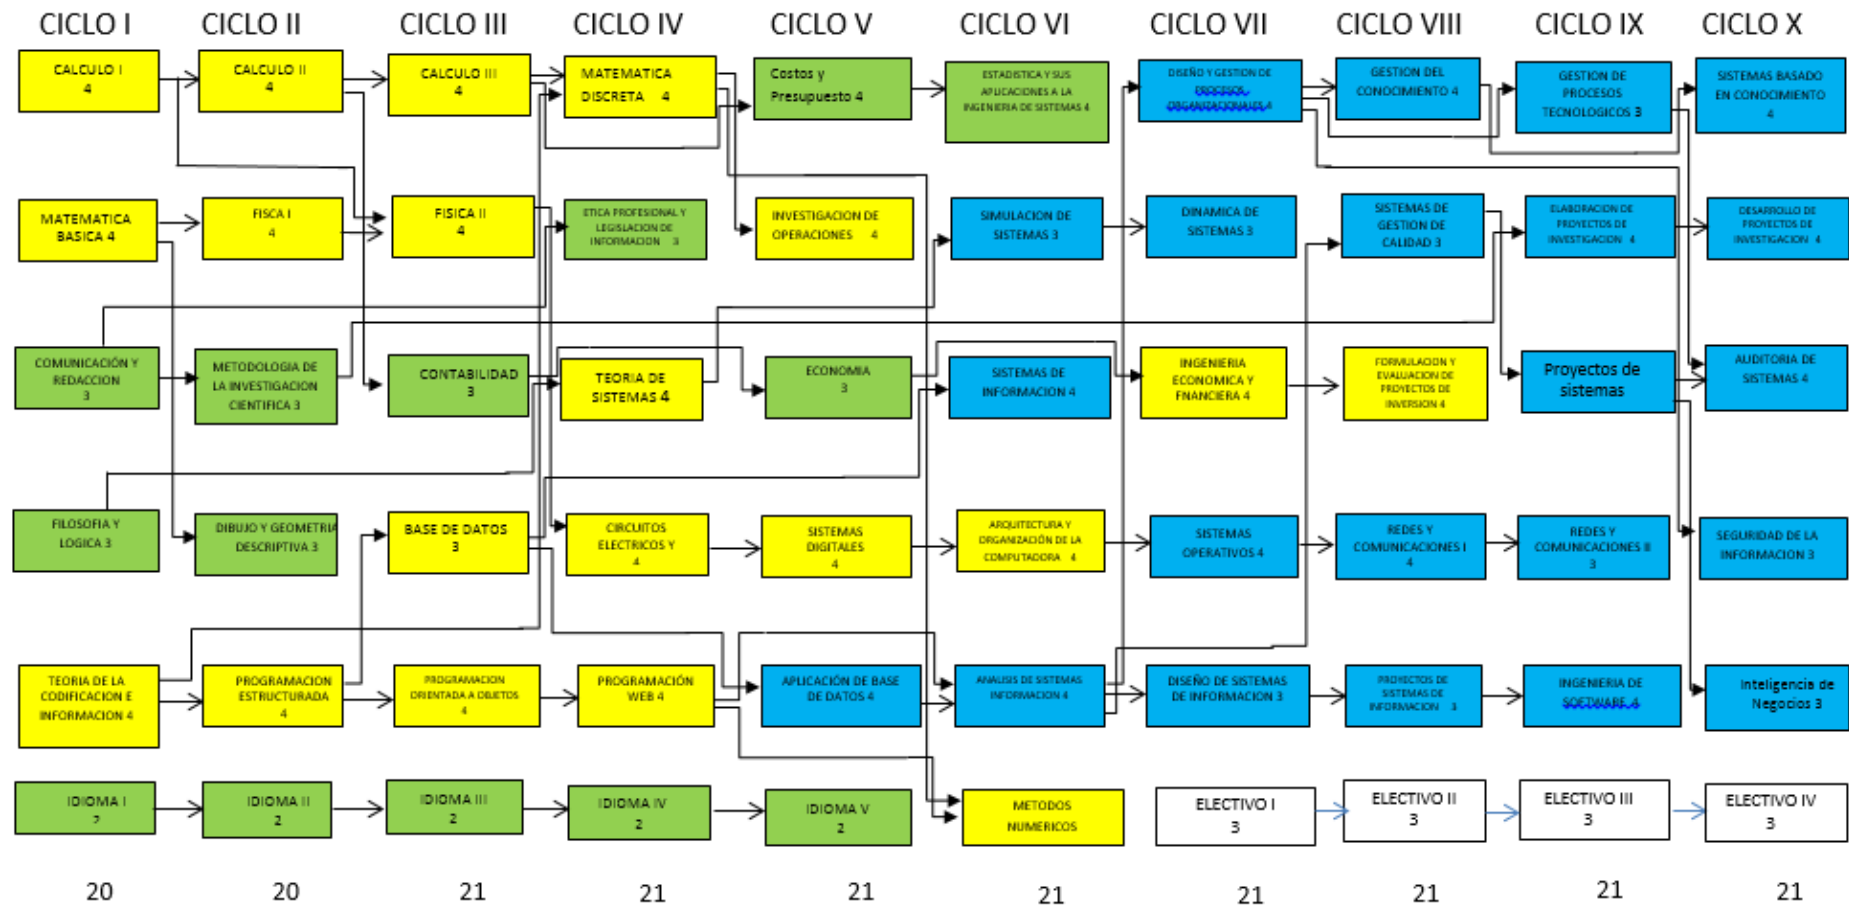 CICLO I
CICLO II
CICLO III
CICLO IV
CICLO V
CICLO VI
CICLO VII
CICLO VIII
CICLO IX
CICLO X
CALCULO I
4
CALCULO II
4
CALCULO III
4
MATEMATICA
DISCRETA 4
Costos y
Presupuesto 4
ESTADISTICA Y SUS
APLICACIONES A LA
INGENIERIA DE SISTEMAS 4
DISEÑO Y GESTION DE
PROCESOS
ORGANIZACIONALES 4
GESTION DEL
CONOCIMIENTO 4
GESTION DE
PROCESOS
TECNOLOGICOS 3
SISTEMAS BASADO
EN CONOCIMIENTO
4
MATEMATICA
BASICA 4
FISCA I
4
FISICA II
4
ETICA PROFESIONAL Y
LEGISLACION DE
INFORMACION 3
INVESTIGACION DE
OPERACIONES 4
SIMULACION DE
SISTEMAS 3
DINAMICA DE
SISTEMAS 3
SISTEMAS DE
GESTION DE
CALIDAD 3
ELABORACION DE
PROYECTOS DE
INVESTIGACION 4
DESARROLLO DE
PROYECTOS DE
INVESTIGACION 4
COMUNICACIÓN Y
REDACCION
3
METODOLOGIA DE
LA INVESTIGACION
CIENTIFICA 3
CONTABILIDAD
3
TEORIA DE
SISTEMAS 4
ECONOMIA
3
SISTEMAS DE
INFORMACION 4
INGENIERIA
ECONOMICA Y
FNANCIERA 4
FORMULACION Y
EVALUACION DE
PROYECTOS DE
INVERSION 4
Proyectos de
sistemas
AUDITORIA DE
SISTEMAS 4
FILOSOFIA Y
LOGICA 3
DIBUJO Y GEOMETRIA
DESCRIPTIVA 3
BASE DE DATOS
3
CIRCUITOS
ELECTRICOS Y
4
SISTEMAS
DIGITALES
4
ARQUITECTURA Y
ORGANIZACIÓN DE LA
COMPUTADORA 4
SISTEMAS
OPERATIVOS 4
REDES Y
COMUNICACIONES I
4
REDES Y
COMUNICACIONES II
3
SEGURIDAD DE LA
INFORMACION 3
TEORIA DE LA
CODIFICACION E
INFORMACION 4
PROGRAMACION
ESTRUCTURADA
4
PROGRAMACION
ORIENTADA A OBJETOS
4
PROGRAMACIÓN
WEB 4
APLICACIÓN DE BASE
DE DATOS 4
ANALISIS DE SISTEMAS
INFORMACION 4
DISEÑO DE SISTEMAS
DE INFORMACION 3
PROYECTOS DE
SISTEMAS DE
INFORMACION 3
INGENIERIA DE
SOFTWARE 4
Inteligencia de
Negocios 3
IDIOMA I
2
IDIOMA II
2
IDIOMA III
2
IDIOMA IV
2
IDIOMA V
2
METODOS
NUMERICOS
ELECTIVO I
3
ELECTIVO II
3
ELECTIVO III
3
ELECTIVO IV
3
20
20
21
21
21
21
21
21
21
21